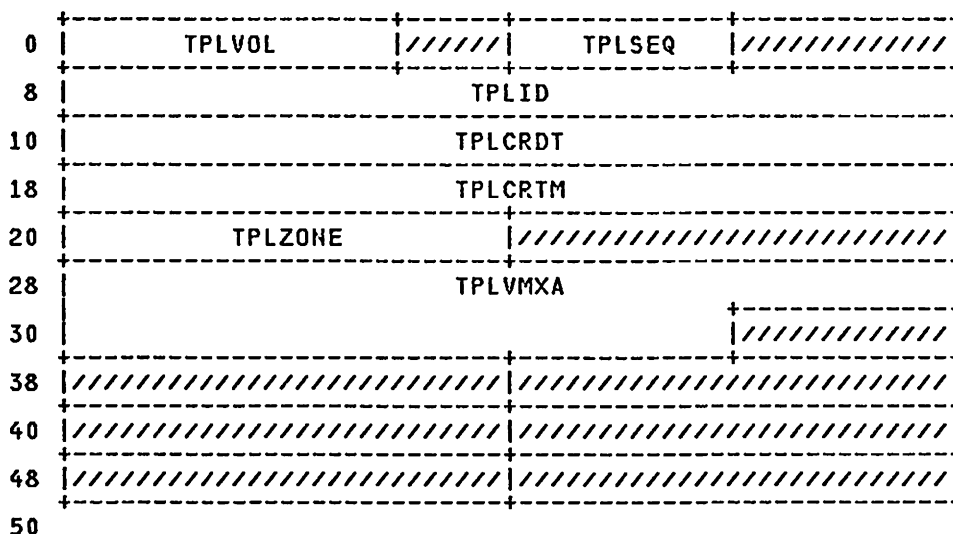 0 | TPLVOL |//////| TPLSEQ |/////////////
8 | TPLID
10 | TPLCRDT
18 | TPLCRTM
20 | TPLZONE |//////////////////////////
28 | TPLVMXA
30 | |/////////////
38 |//////////////////////////|//////////////////////////
40 |//////////////////////////|//////////////////////////
48 |//////////////////////////|//////////////////////////
50